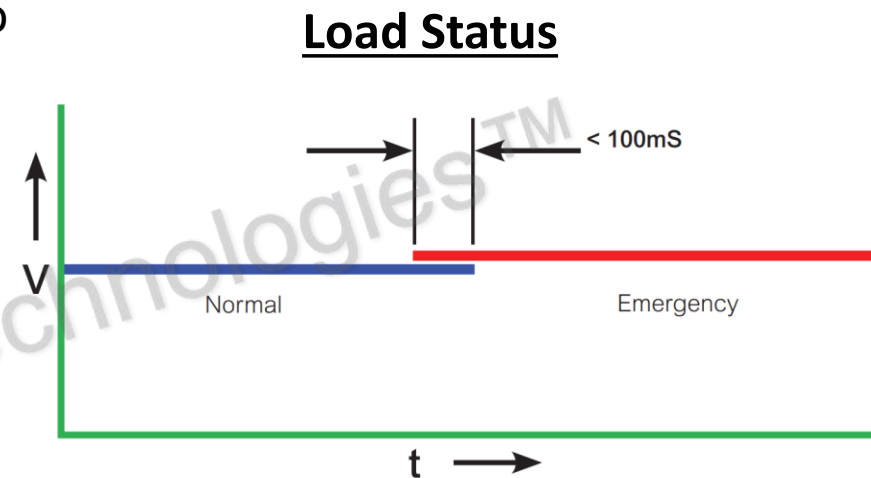 Load Status
< 100mS
chnologies™
V
Normal
Emergency
t